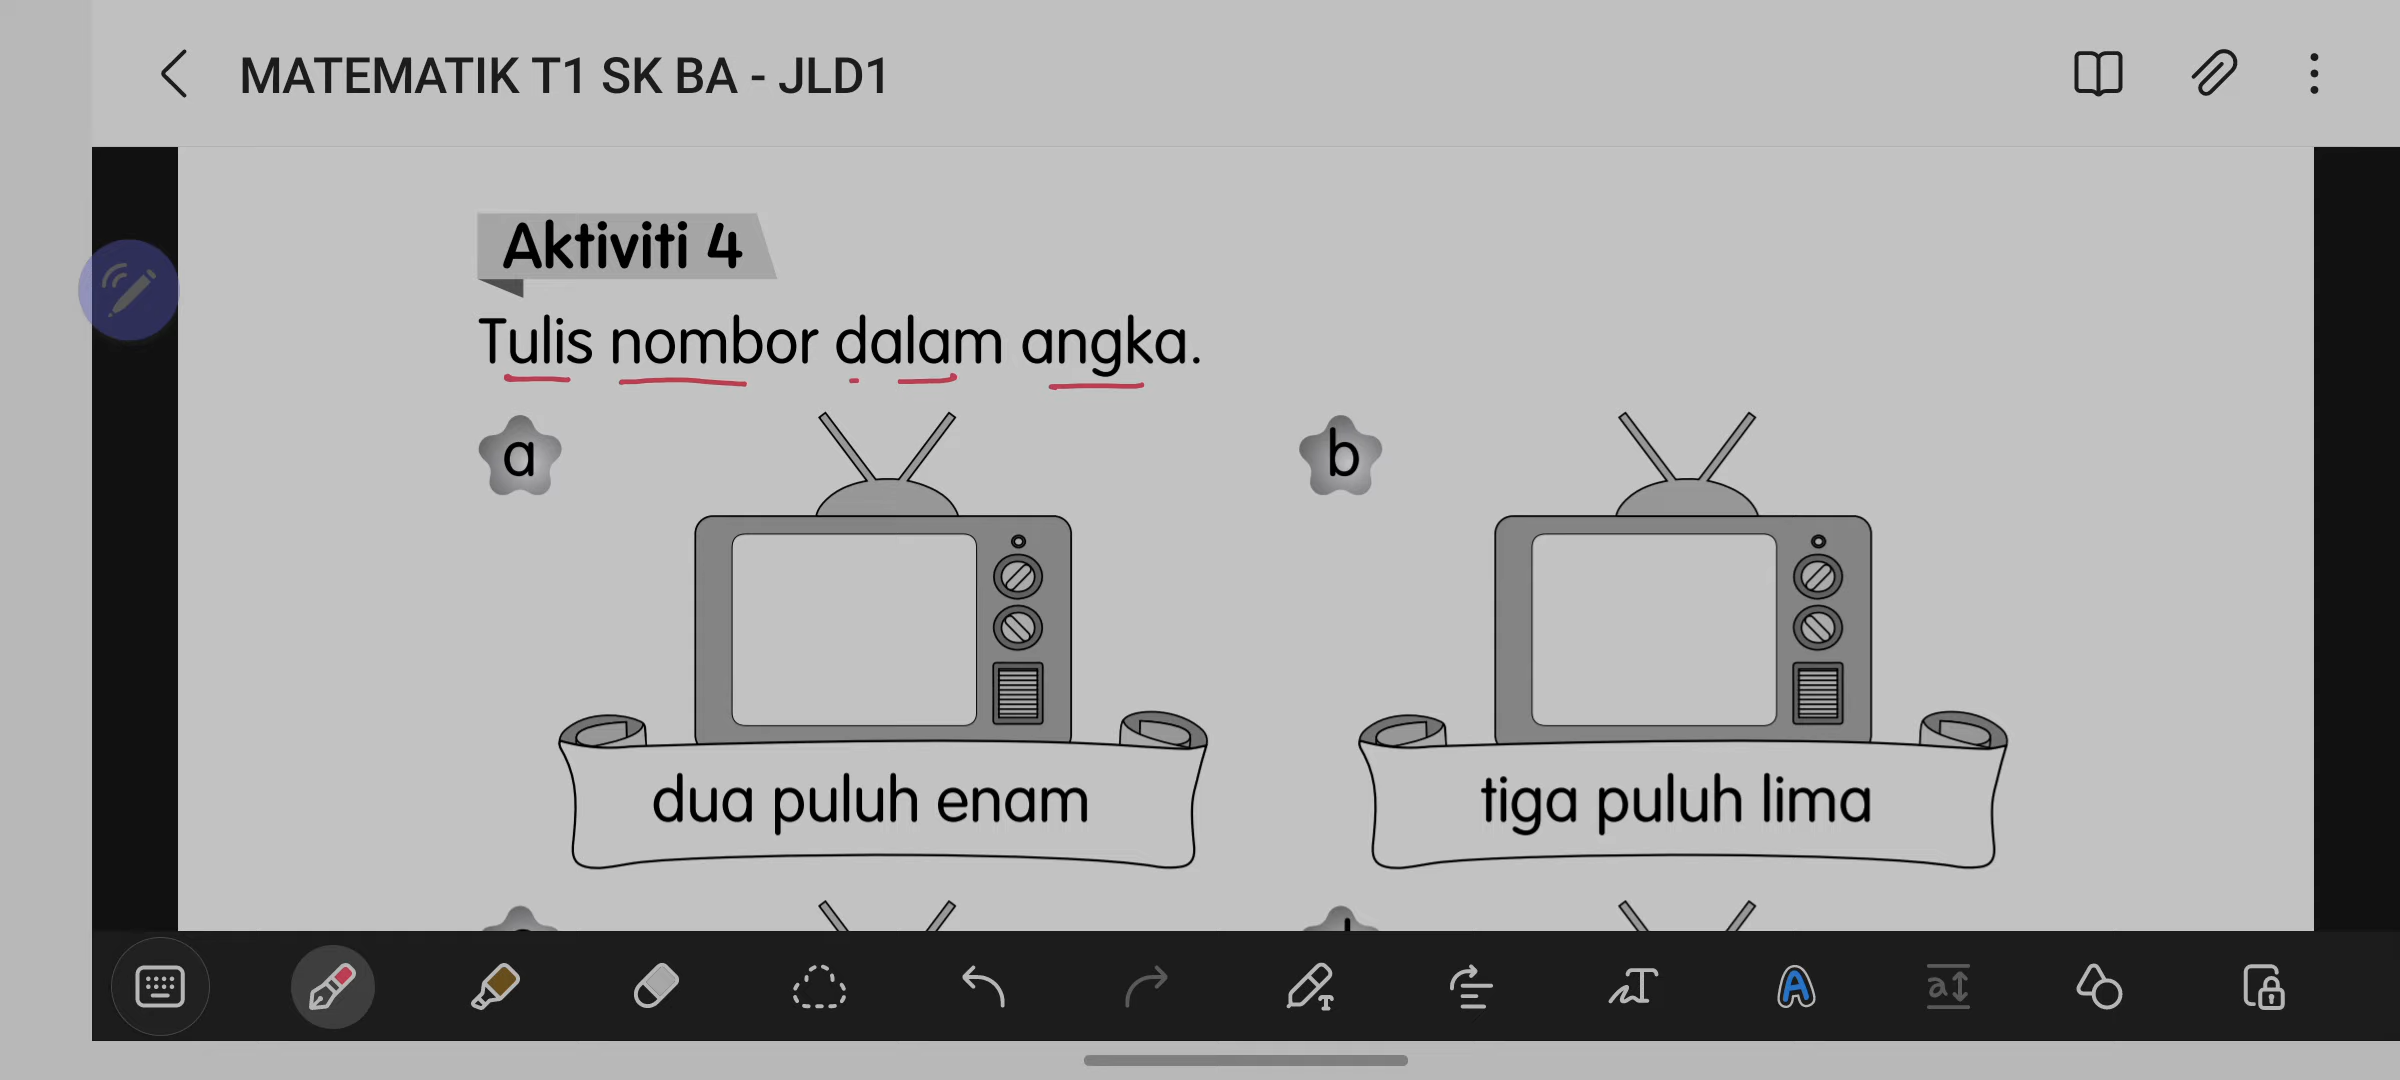 MATEMATIK T1 SK BA - JLD1
Aktiviti 4
Tulis nombor dalam angka.
a
b
dua puluh enam
tiga puluh lima